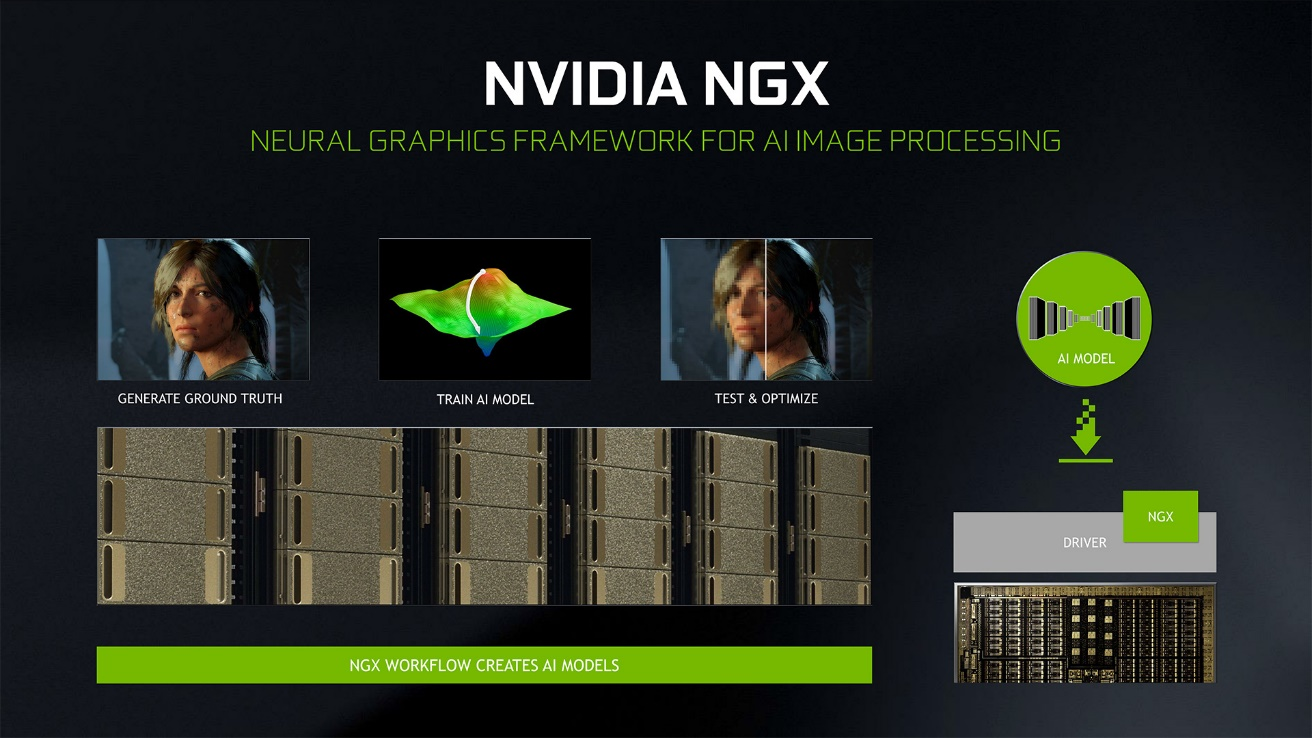 NVIDIA NGX
NEURAL GRAPHICS FRAMEWORK FOR AI IMAGE PROCESSING
GENERATE GROUND TRUTH
TRAIN AI MODEL
TEST & OPTIMIZE
NGX WORKFLOW CREATES AI MODELS
AI MODEL
NGX
DRIVER